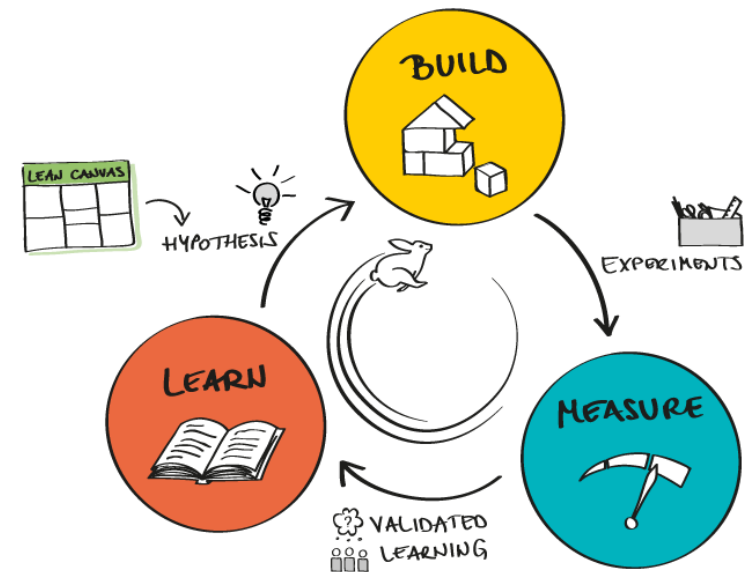 BUILD
LEAN CANVAS
HYPOTHESIS
EXPERIMENTS
LEARN
MEASURE
?
VALIDATED
LEARNING